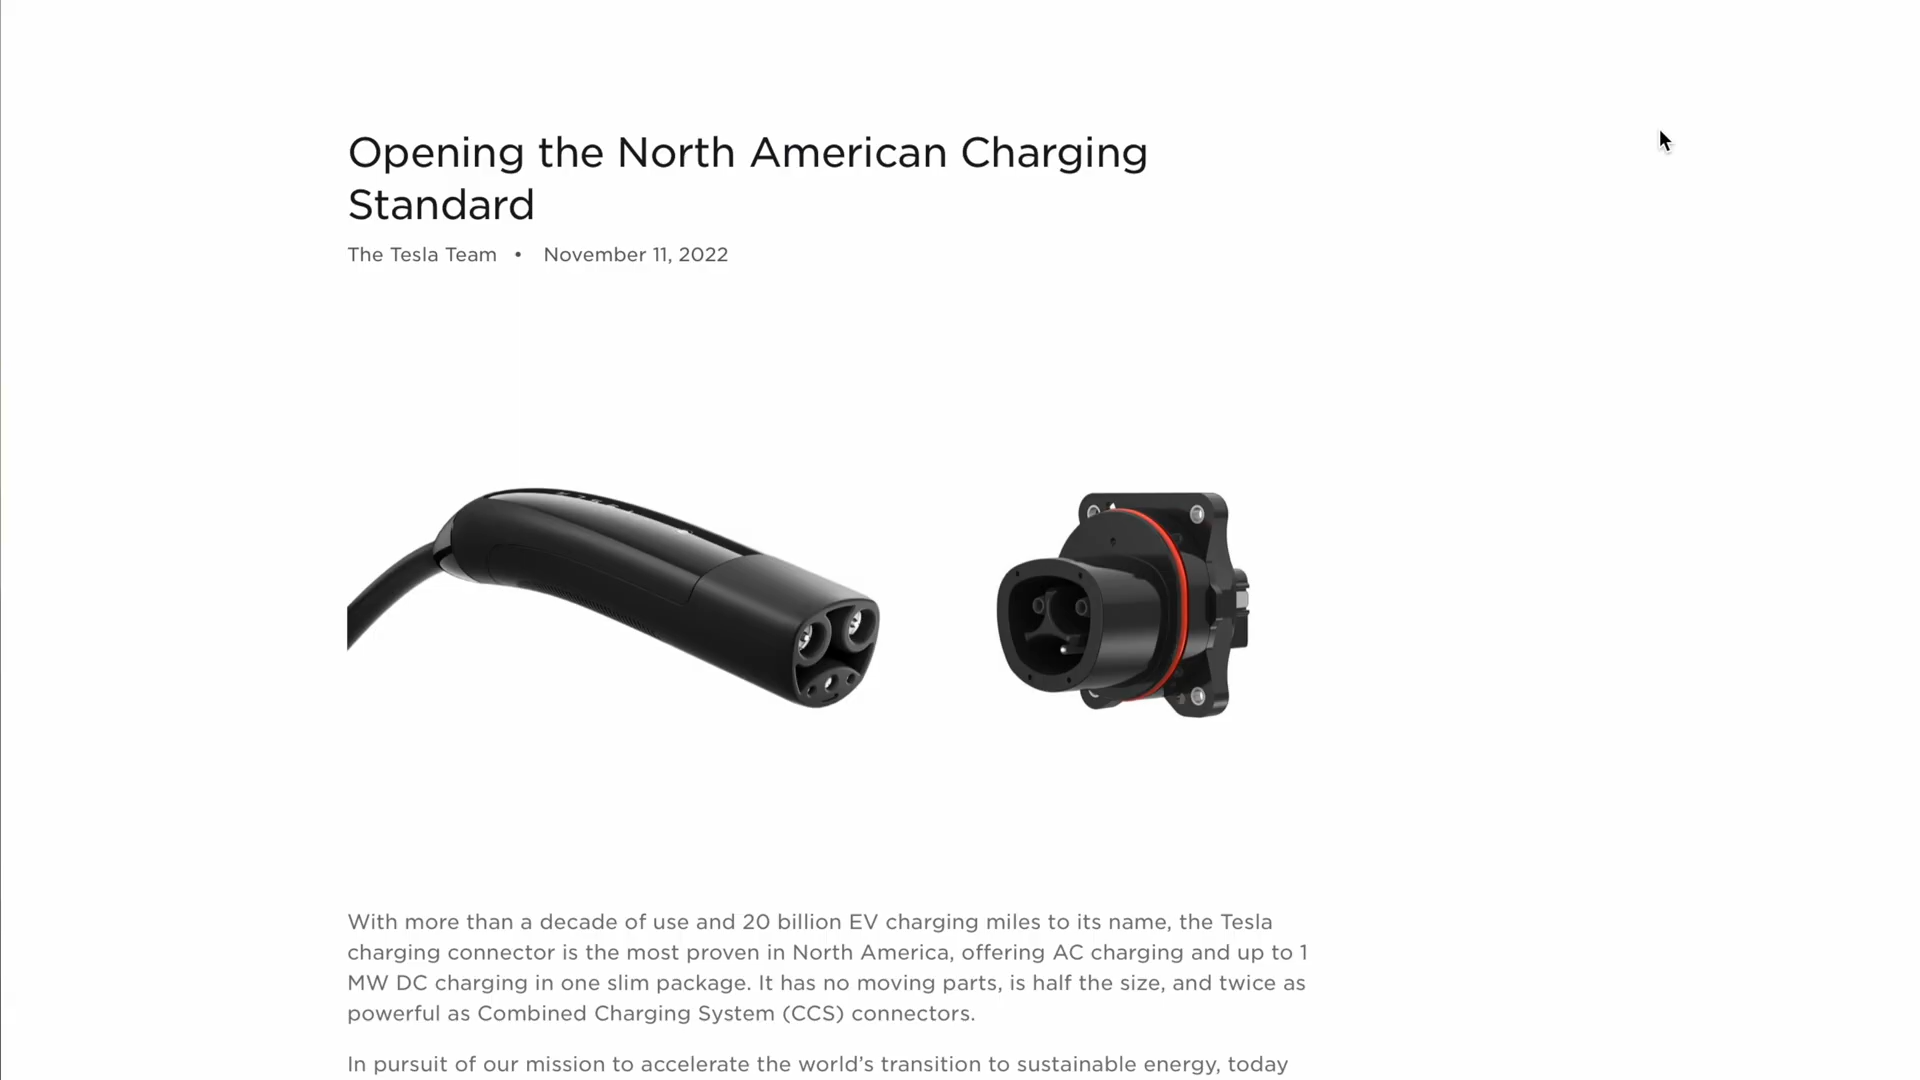 Opening the North American Charging
Standard
The Tesla Team • November 11, 2022
With more than a decade of use and 20 billion EV charging miles to its name, the Tesla
charging connector is the most proven in North America, offering AC charging and up to 1
MW DC charging in one slim package. It has no moving parts, is half the size, and twice as
powerful as Combined Charging System (CCS) connectors.
In pursuit of our mission to accelerate the world’s transition to sustainable energy, today